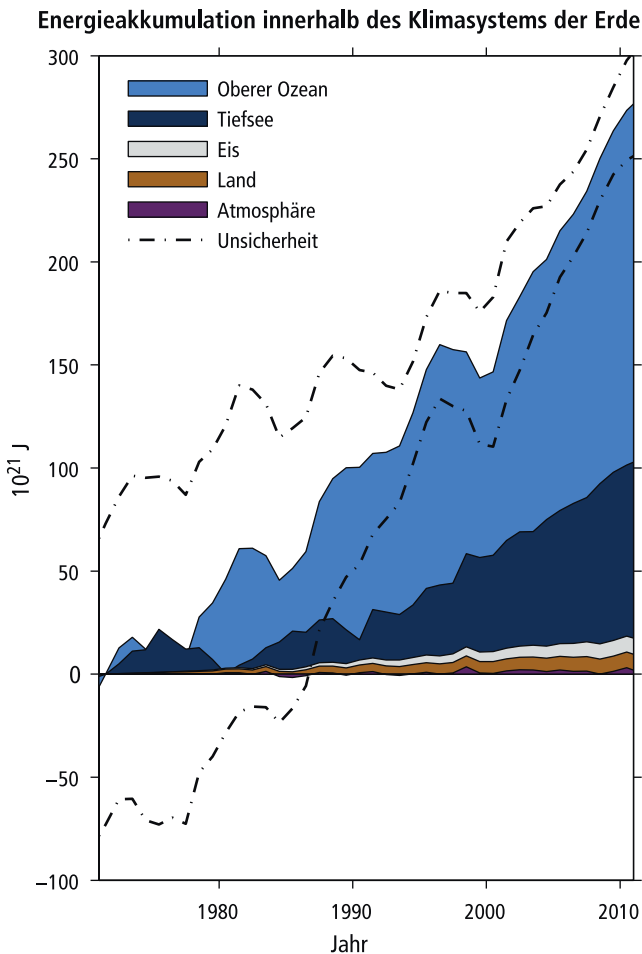 Energieakkumulation innerhalb des Klimasystems der Erde
300
250
200
150
100
50
0
−50
−100
10²¹ J
Oberer Ozean
Tiefsee
Eis
Land
Atmosphäre
Unsicherheit
1980
1990
2000
2010
Jahr